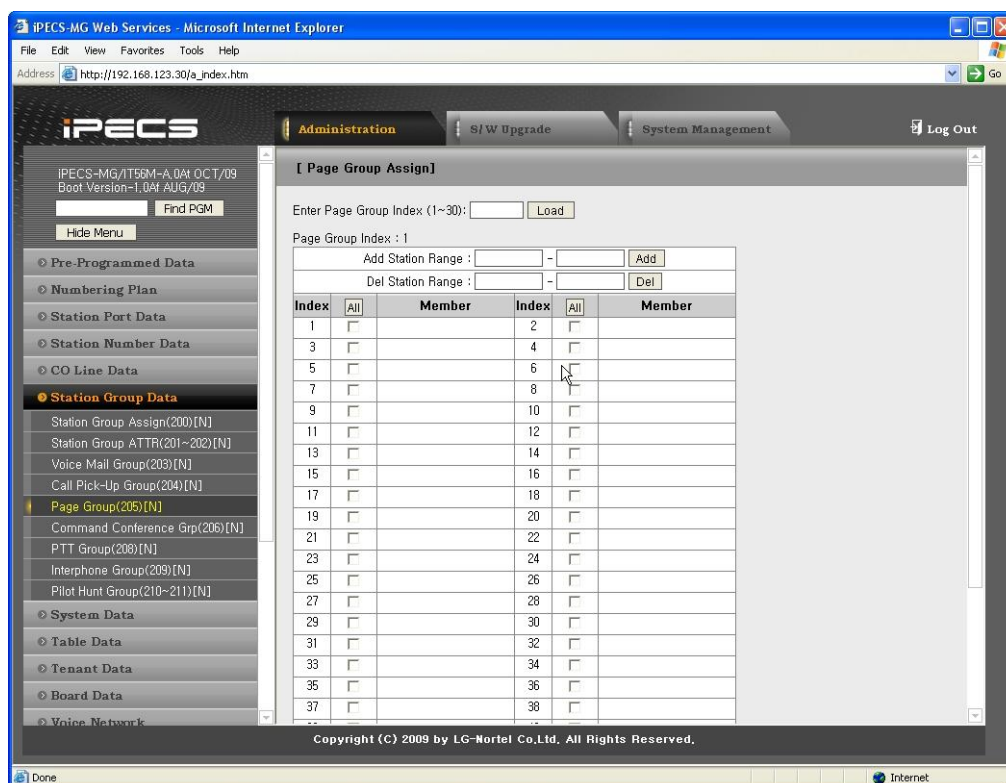 iPECS-MG Web Services - Microsoft Internet Explorer
File Edit View Favorites Tools Help
Address http://192.168.123.30/a_index.htm Go
iPECS Administration S/W Upgrade System Management Log Out
iPECS-MG/IT56M-A,0At OCT/09
Boot Version-1,0Af AUG/09
Find PGM
Hide Menu
Pre-Programmed Data
Numbering Plan
Station Port Data
Station Number Data
CO Line Data
Station Group Data
Station Group Assign(200)[N]
Station Group ATTR(201~202)[N]
Voice Mail Group(203)[N]
Call Pick-Up Group(204)[N]
Page Group(205)[N]
Command Conference Grp(206)[N]
PTT Group(208)[N]
Interphone Group(209)[N]
Pilot Hunt Group(210~211)[N]
System Data
Table Data
Tenant Data
Board Data
Voice Network
[ Page Group Assign]
Enter Page Group Index (1~30): Load
Page Group Index : 1
Add Station Range : - Add
Del Station Range : - Del
Index All Member Index All Member
1 2
3 4
5 6
7 8
9 10
11 12
13 14
15 16
17 18
19 20
21 22
23 24
25 26
27 28
29 30
31 32
33 34
35 36
37 38
Copyright (C) 2009 by LG-Nortel Co,Ltd, All Rights Reserved,
Done Internet